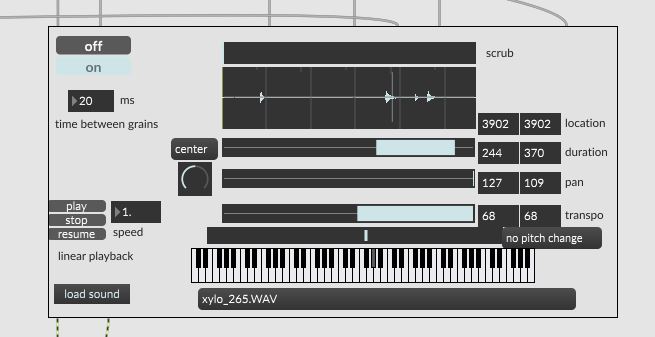 off
on
scrub
20 ms
time between grains
3902 3902 location
center
244 370 duration
127 109 pan
play
stop
resume
1.
speed
68 68 transpo
no pitch change
linear playback
load sound
xylo_265.WAV